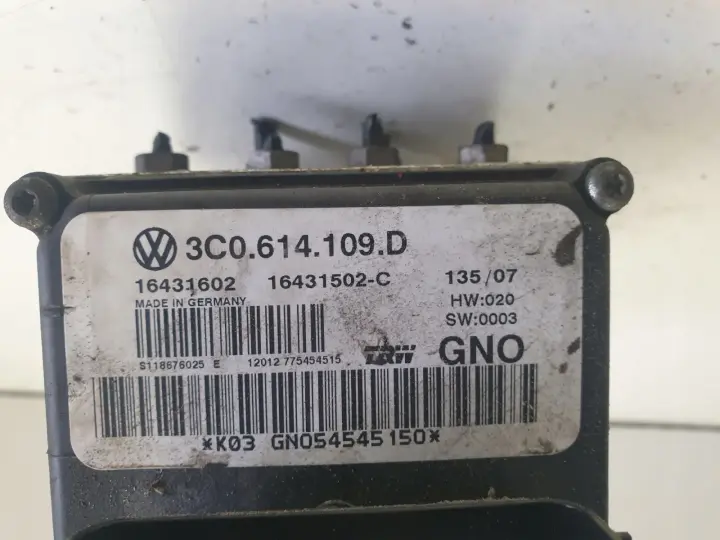 3C0.614.109.D
16431602 16431502-C 135/07
MADE IN GERMANY HW:020
SW:0003
S118676025 E 12012 775454515 TRW GNO
*K03 GNO54545150*